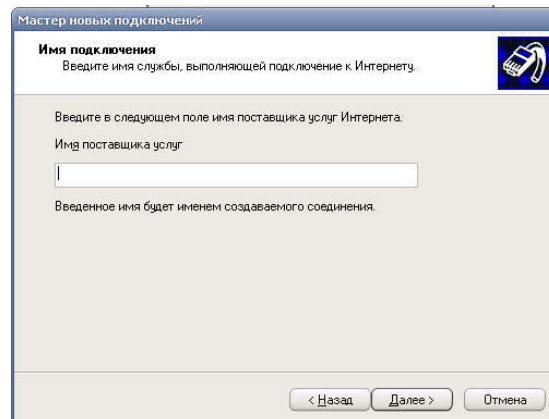 Мастер новых подключений
Имя подключения
Введите имя службы, выполняющей подключение к Интернету.
Введите в следующем поле имя поставщика услуг Интернета.
Имя поставщика услуг
Введенное имя будет именем создаваемого соединения.
< Назад Далее > Отмена